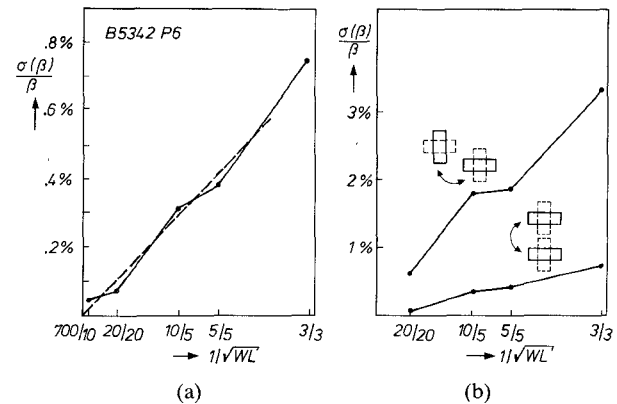 B5342 P6
.8%
σ(β)
β
.6%
.4%
.2%
700/10 20/20 10/5 5/5 3/3
→ 1/√WL
(a)
σ(β)
β
3%
2%
1%
20/20 10/5 5/5 3/3
→ 1/√WL
(b)